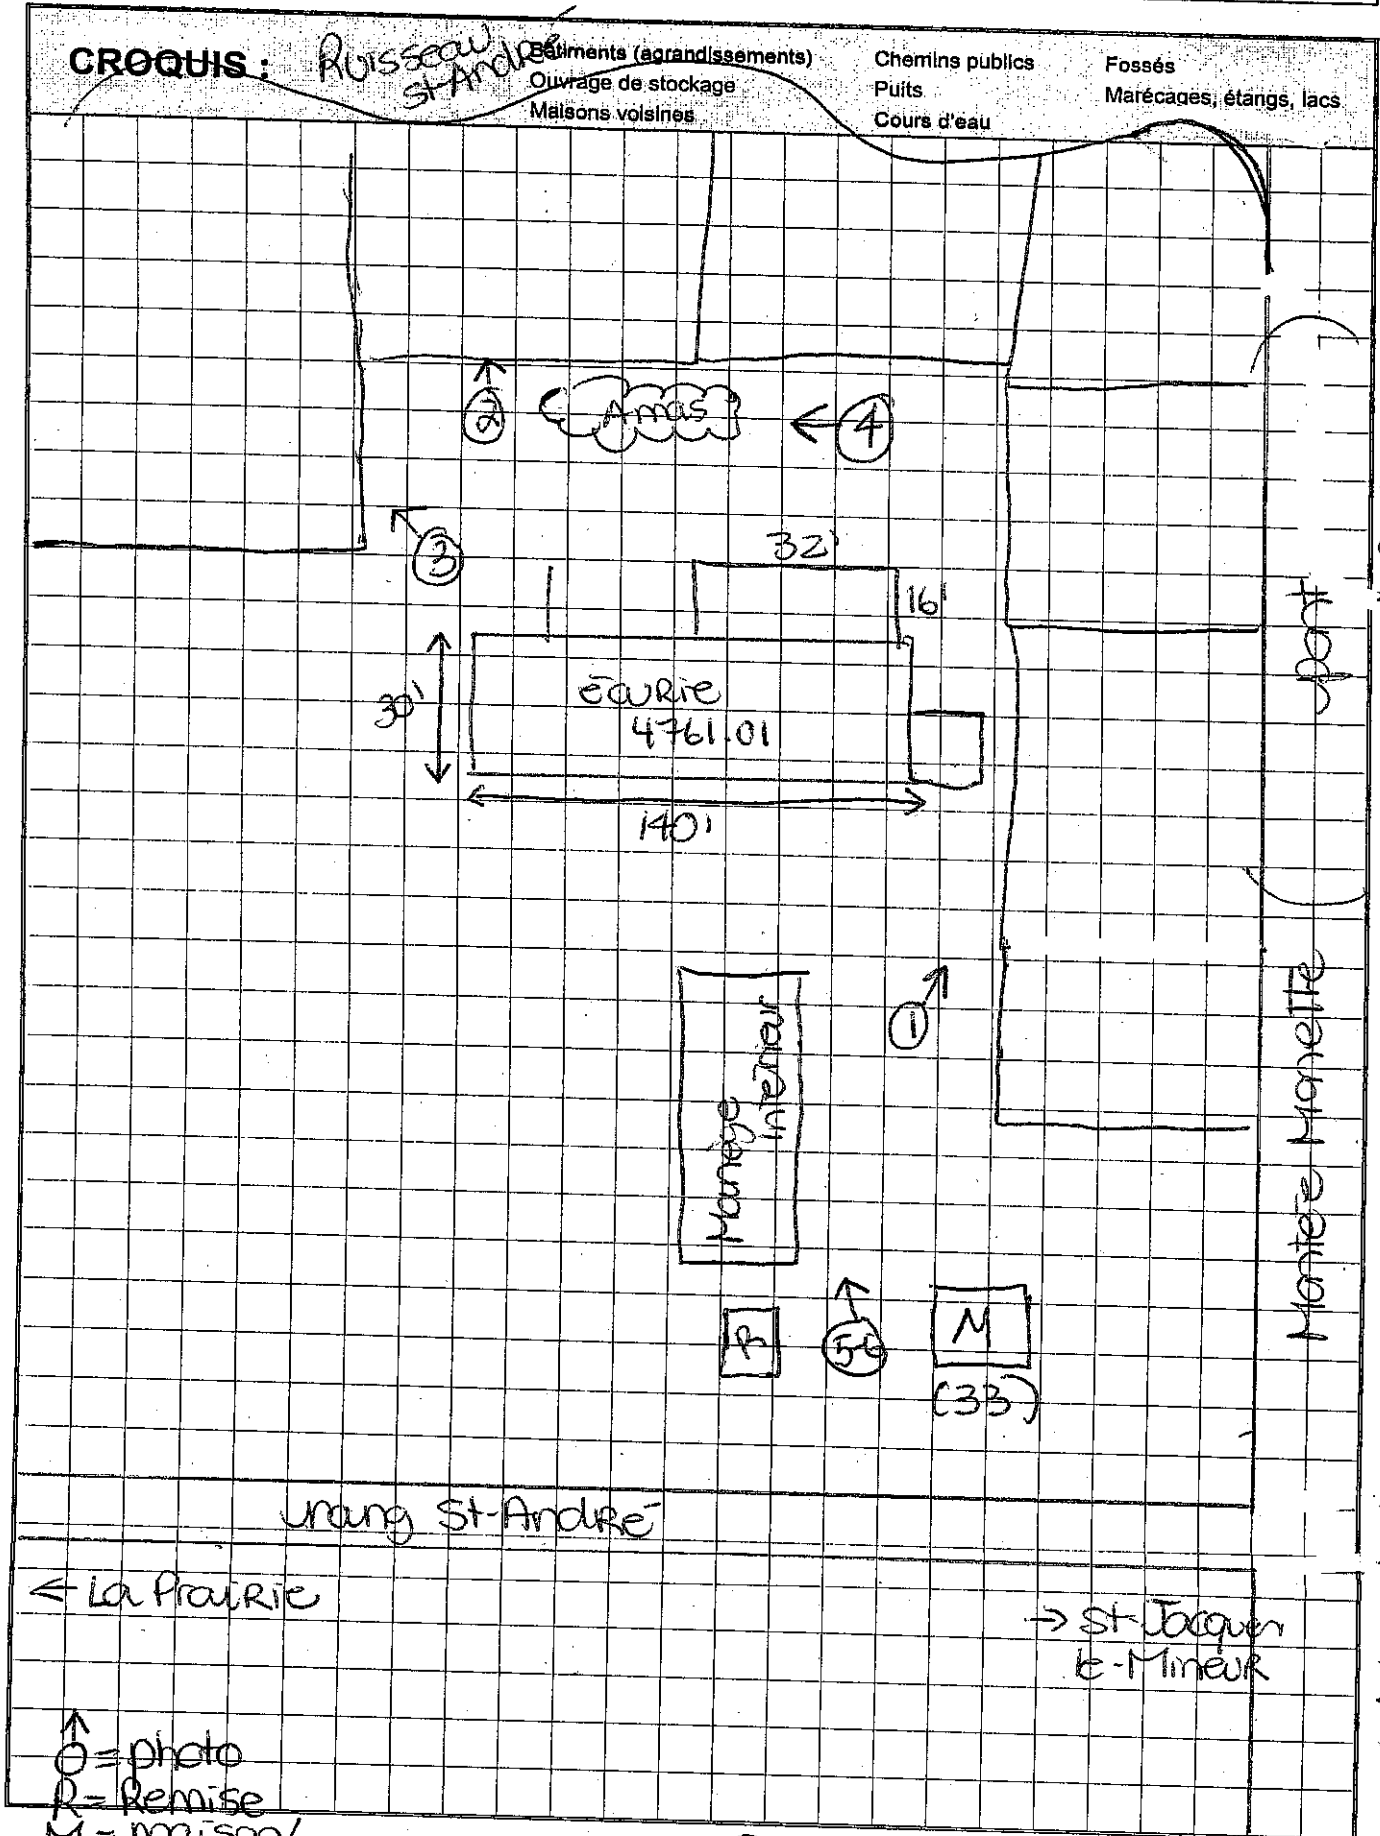 CROQUIS : Ruisseau St-André
Bâtiments (agrandissements)
Ouvrage de stockage
Maisons voisines
Chemins publics
Puits
Cours d'eau
Fossés
Marécages, étangs, lacs
2
Amas
4
3
32'
16'
30'
écurie
4761.01
140'
pont
1
Manège
intérieur
Montée Monette
R
M
(33)
rang St-André
← La Prairie
→ St-Jacques
le-Mineur
= photo
R = Remise
M = maison